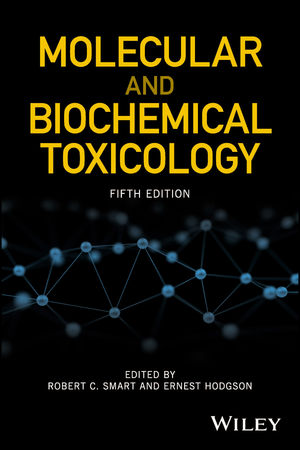 MOLECULAR
AND
BIOCHEMICAL
TOXICOLOGY
FIFTH EDITION
EDITED BY
ROBERT C. SMART AND ERNEST HODGSON
WILEY